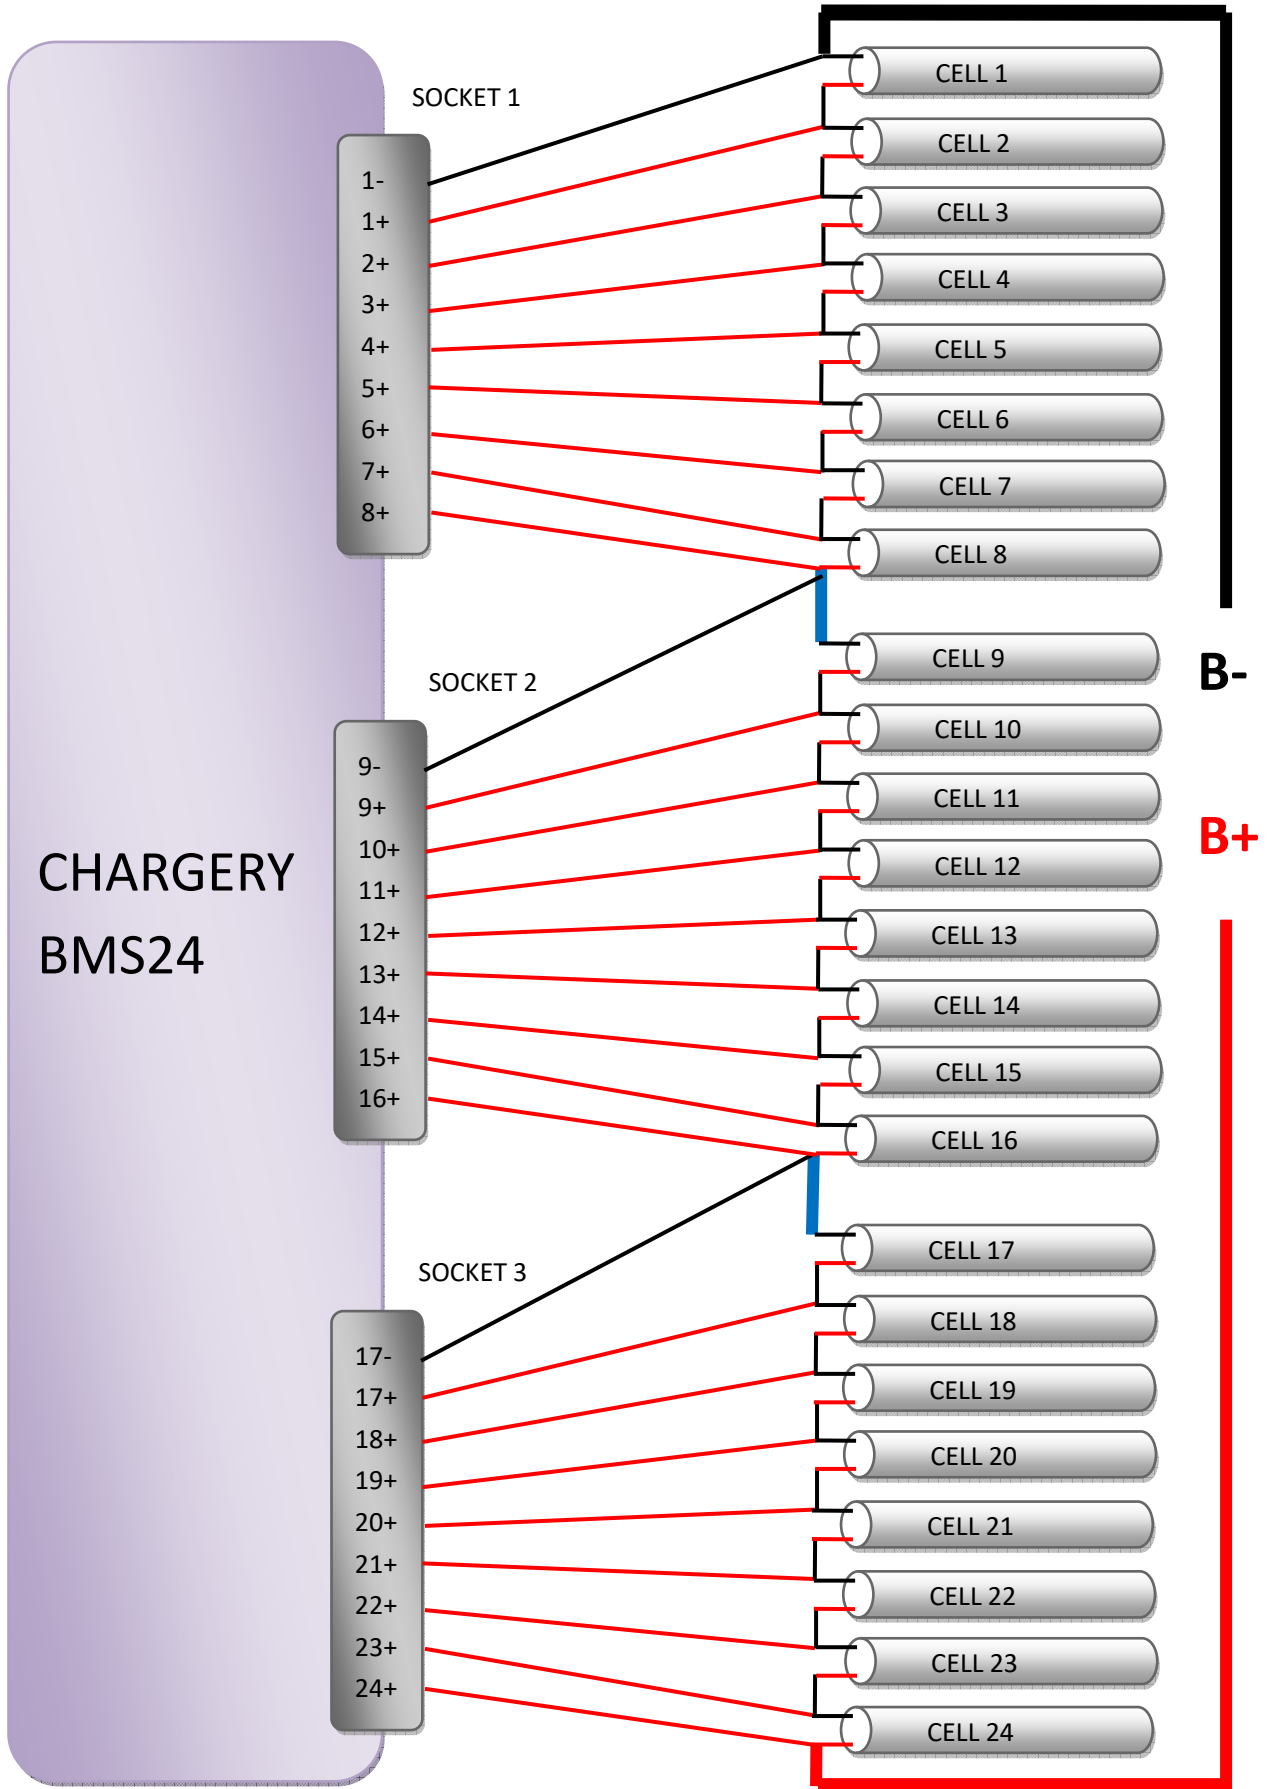 SOCKET 1
1-
1+
2+
3+
4+
5+
6+
7+
8+
CELL 1
CELL 2
CELL 3
CELL 4
CELL 5
CELL 6
CELL 7
CELL 8
SOCKET 2
9-
9+
10+
11+
12+
13+
14+
15+
16+
CELL 9
CELL 10
CELL 11
CELL 12
CELL 13
CELL 14
CELL 15
CELL 16
B-
B+
CHARGERY
BMS24
SOCKET 3
17-
17+
18+
19+
20+
21+
22+
23+
24+
CELL 17
CELL 18
CELL 19
CELL 20
CELL 21
CELL 22
CELL 23
CELL 24